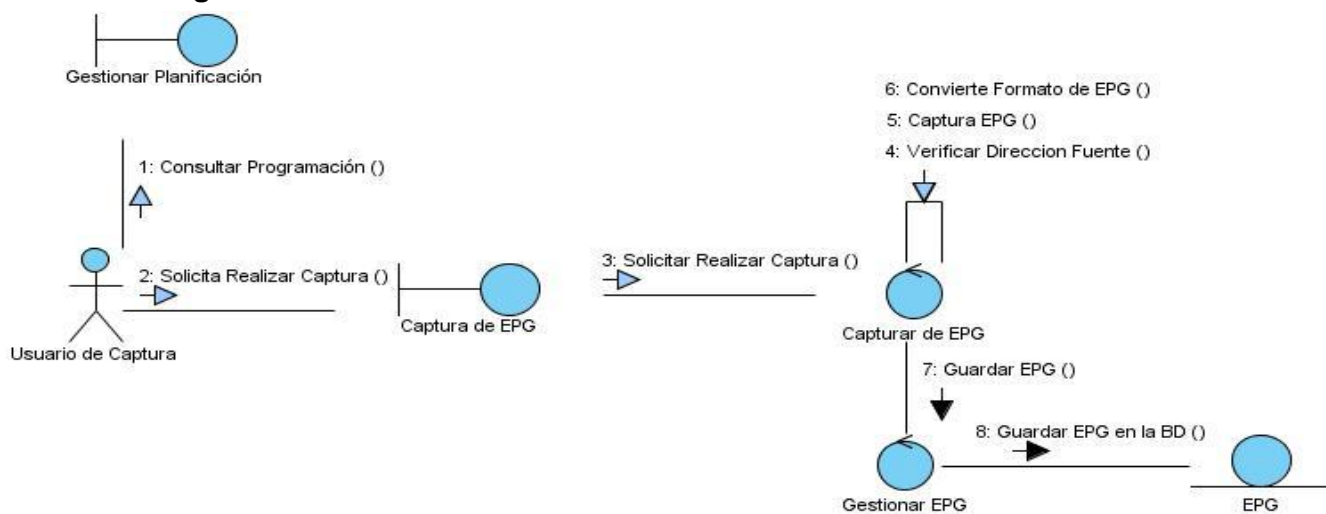 Gestionar Planificación
6: Convierte Formato de EPG ()
5: Captura EPG ()
4: Verificar Direccion Fuente ()
1: Consultar Programación ()
2: Solicita Realizar Captura ()
3: Solicitar Realizar Captura ()
Captura de EPG
Capturar de EPG
Usuario de Captura
7: Guardar EPG ()
8: Guardar EPG en la BD ()
Gestionar EPG
EPG